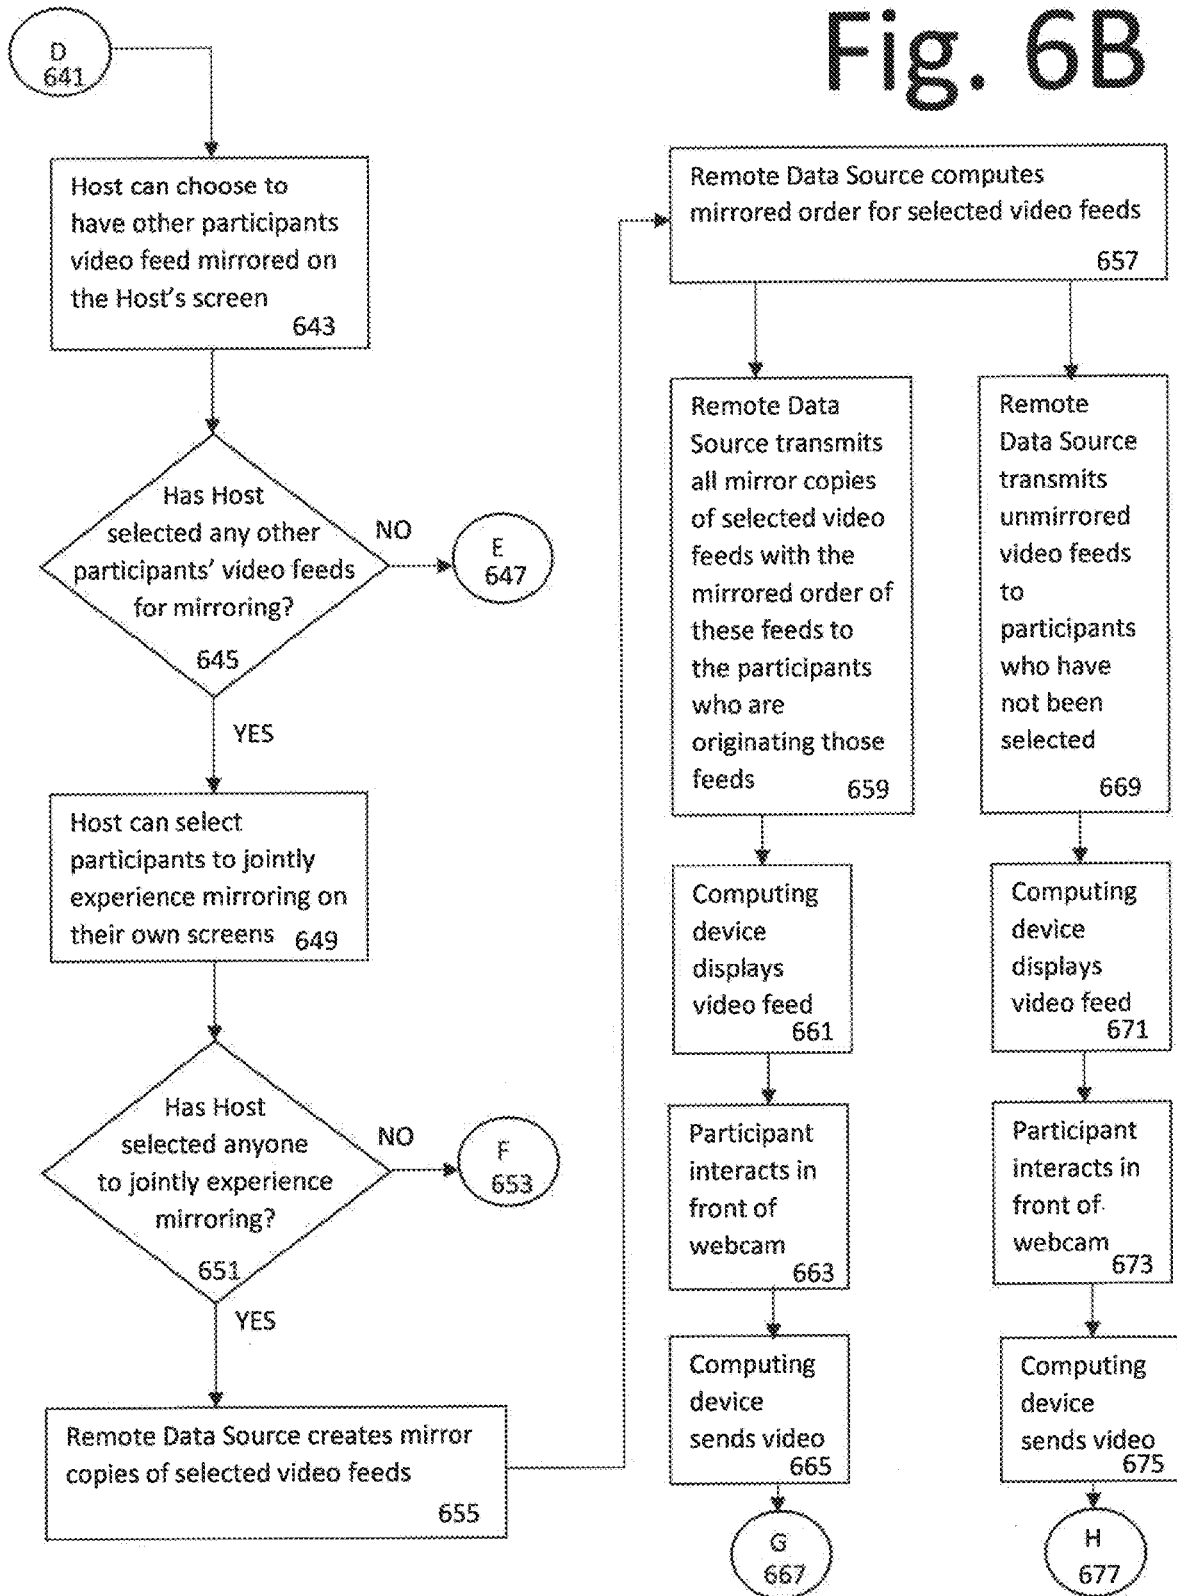 Fig. 6B
D
641
Host can choose to
have other participants
video feed mirrored on
the Host's screen
643
Has Host
selected any other
participants' video feeds
for mirroring?
645
NO
E
647
YES
Host can select
participants to jointly
experience mirroring on
their own screens 649
Has Host
selected anyone
to jointly experience
mirroring?
651
NO
F
653
YES
Remote Data Source creates mirror
copies of selected video feeds
655
Remote Data Source computes
mirrored order for selected video feeds
657
Remote Data
Source transmits
all mirror copies
of selected video
feeds with the
mirrored order of
these feeds to
the participants
who are
originating those
feeds
659
Computing
device
displays
video feed
661
Participant
interacts in
front of
webcam
663
Computing
device
sends video
665
G
667
Remote
Data Source
transmits
unmirrored
video feeds
to
participants
who have
not been
selected
669
Computing
device
displays
video feed
671
Participant
interacts in
front of
webcam
673
Computing
device
sends video
675
H
677